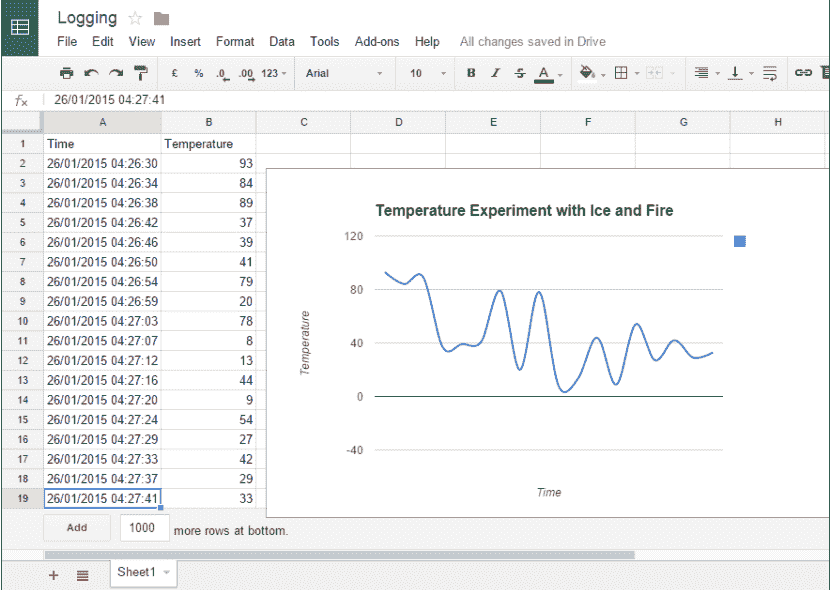 Logging
File Edit View Insert Format Data Tools Add-ons Help All changes saved in Drive
£ % .0 .00 123 Arial 10 B I S A
fx 26/01/2015 04:27:41
A B C D E F G H
1 Time Temperature
2 26/01/2015 04:26:30 93
3 26/01/2015 04:26:34 84
4 26/01/2015 04:26:38 89
5 26/01/2015 04:26:42 37
6 26/01/2015 04:26:46 39
7 26/01/2015 04:26:50 41
8 26/01/2015 04:26:54 79
9 26/01/2015 04:26:59 20
10 26/01/2015 04:27:03 78
11 26/01/2015 04:27:07 8
12 26/01/2015 04:27:12 13
13 26/01/2015 04:27:16 44
14 26/01/2015 04:27:20 9
15 26/01/2015 04:27:24 54
16 26/01/2015 04:27:29 27
17 26/01/2015 04:27:33 42
18 26/01/2015 04:27:37 29
19 26/01/2015 04:27:41 33
Temperature Experiment with Ice and Fire
120
80
40
0
-40
Temperature
Time
Add 1000 more rows at bottom.
+ Sheet1